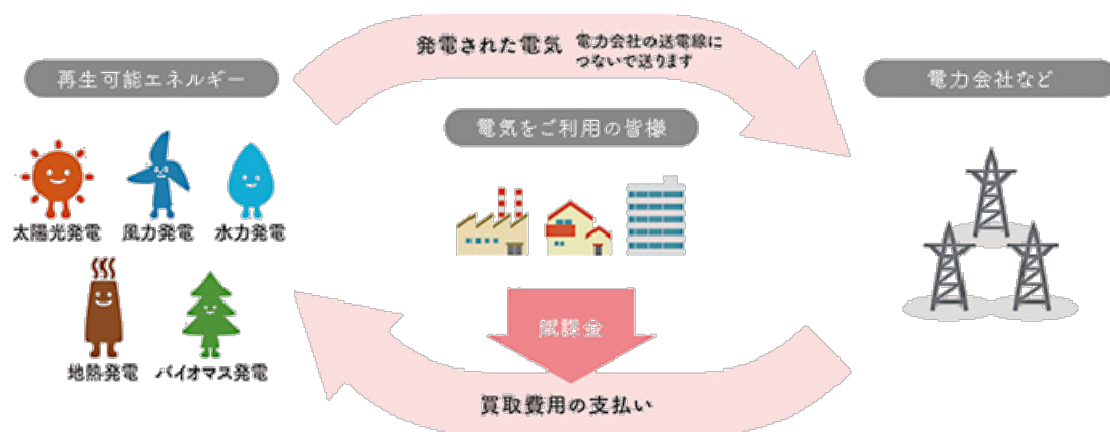 発電された電気
電力会社の送電線に
つないで送ります
再生可能エネルギー
電気をご利用の皆様
電力会社など
太陽光発電
風力発電
水力発電
地熱発電
バイオマス発電
賦課金
買取費用の支払い